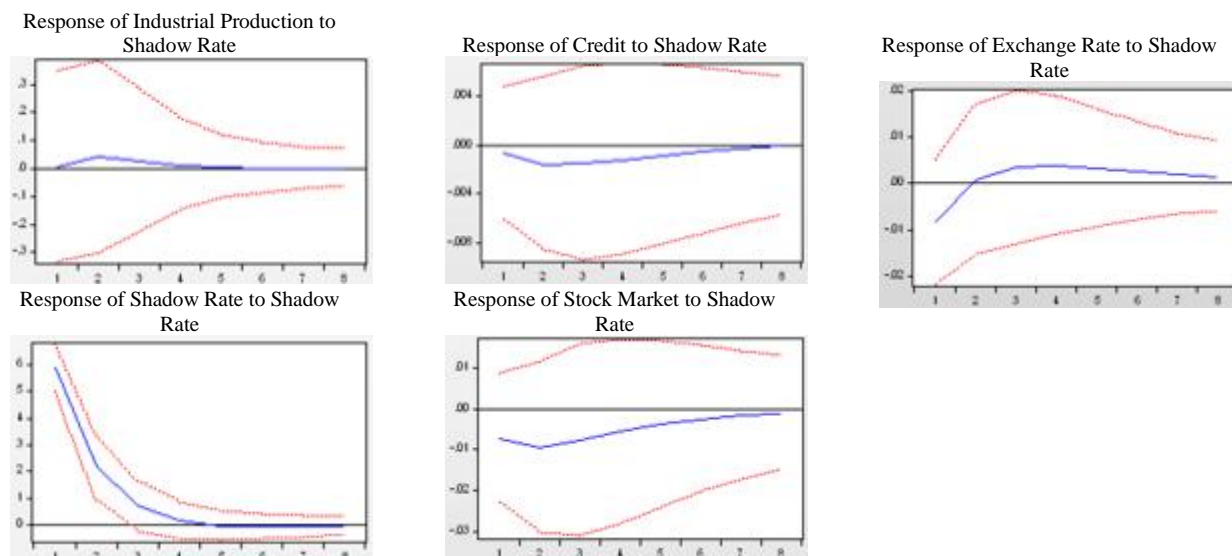 Response of Industrial Production to
Shadow Rate
.3
.2
.1
.0
-.1
-.2
-.3
1 2 3 4 5 6 7 8
Response of Credit to Shadow Rate
.004
.000
-.004
-.008
1 2 3 4 5 6 7 8
Response of Exchange Rate to Shadow
Rate
.02
.01
.00
-.01
-.02
1 2 3 4 5 6 7 8
Response of Shadow Rate to Shadow
Rate
6
5
4
3
2
1
0
1 2 3 4 5 6 7 8
Response of Stock Market to Shadow
Rate
.01
.00
-.01
-.02
-.03
1 2 3 4 5 6 7 8